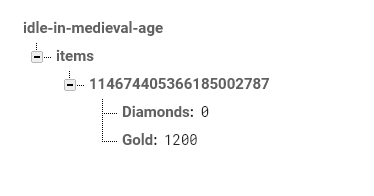 idle-in-medieval-age
items
114674405366185002787
Diamonds: 0
Gold: 1200